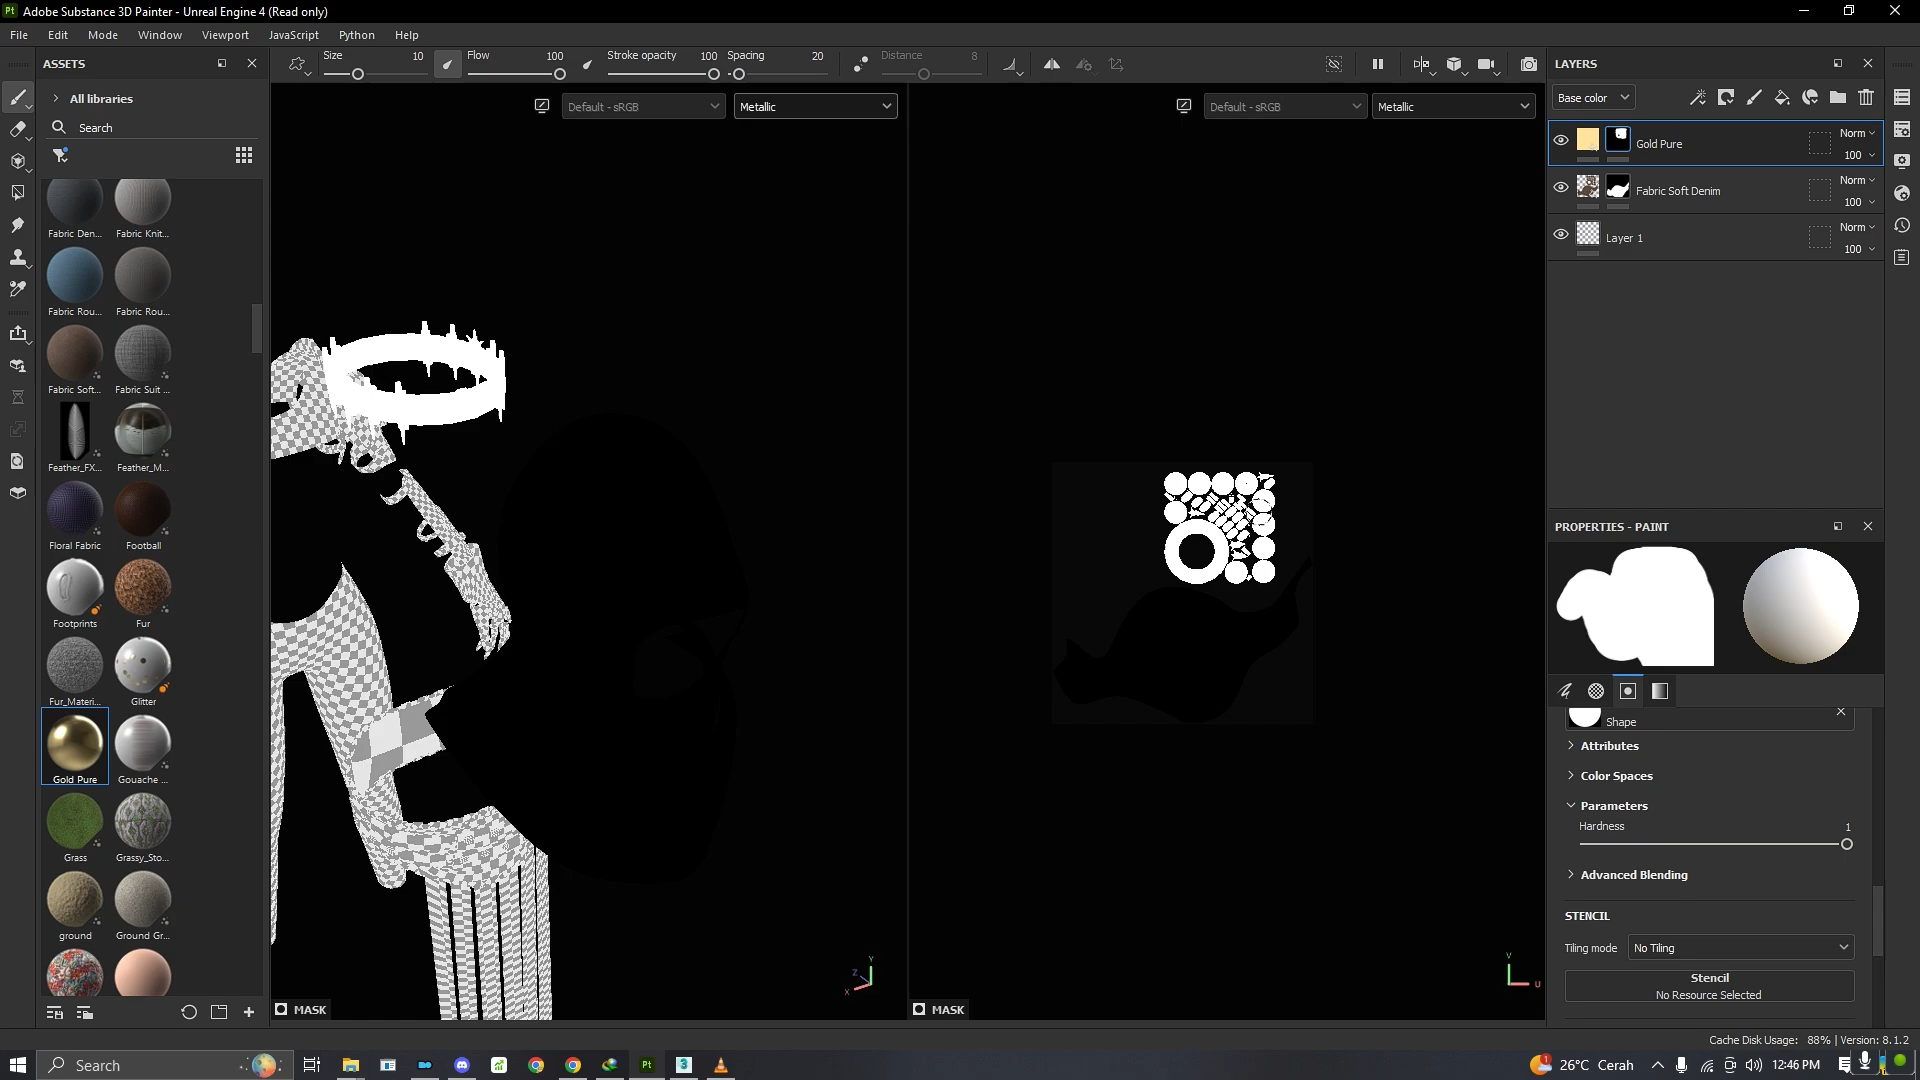 Pt Adobe Substance 3D Painter - Unreal Engine 4 (Read only)
File Edit Mode Window Viewport JavaScript Python Help
Size 10 Flow 100 Stroke opacity 100 Spacing 20 Distance 8
ASSETS
All libraries
Search
Default - sRGB Metallic
Default - sRGB Metallic
Fabric Den... Fabric Knit...
Fabric Rou... Fabric Rou...
Fabric Soft... Fabric Suit ...
Feather_FX... Feather_M...
Floral Fabric Football
Footprints Fur
Fur_Materi... Glitter
Gold Pure Gouache ...
Grass Grassy_Sto...
ground Ground Gr...
Y
Z
X
MASK
V
U
MASK
LAYERS
Base color
Gold Pure Norm 100
Fabric Soft Denim Norm 100
Layer 1 Norm 100
PROPERTIES - PAINT
Shape
Attributes
Color Spaces
Parameters
Hardness 1
Advanced Blending
STENCIL
Tiling mode No Tiling
Stencil
No Resource Selected
Cache Disk Usage: 88% | Version: 8.1.2
Search Pt 3 1 26°C Cerah 12:46 PM